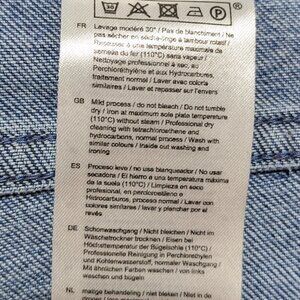 FR Lavage modéré 30° / Pas de blanchiment / Ne
pas sécher en sèche-linge à tambour rotatif /
Repasser à une température maximale de
semelle de fer (110°C) sans vapeur /
Nettoyage professionnel à sec, au
Perchloréthylène et aux Hydrocarbures,
traitement normal / Laver avec coloris
similaires / Laver et repasser sur l'envers
GB Mild process / do not bleach / Do not tumble
dry / Iron at maximum sole plate temperature
(110°C) without steam / Professional dry
cleaning with tetrachloroethene and
hydrocarbons, normal process / Wash with
similar colours / Inside out washing and
ironing
ES Proceso leve / no use blanqueador / No usar
secadora / El hierro a una temperatura máxima
de la suela (110°C) / Limpieza en seco
profesional, en percloroetileno o
Hidrocarburos, proceso normal / Lavar con
colores similares / Lavar y planchar del
revés
DE Schonwaschgang / Nicht bleichen / Nicht im
Wäschetrockner trocknen / Eisen bei
Höchsttemperatur der Bügelsohle (110°C) /
Professionelle Reinigung in Perchlorethylen
und Kohlenwasserstoff, normaler Waschgang /
Mit ähnlichen Farben waschen / von links
waschen und bügeln
NL matige behandeling / niet bleken / Niet in de